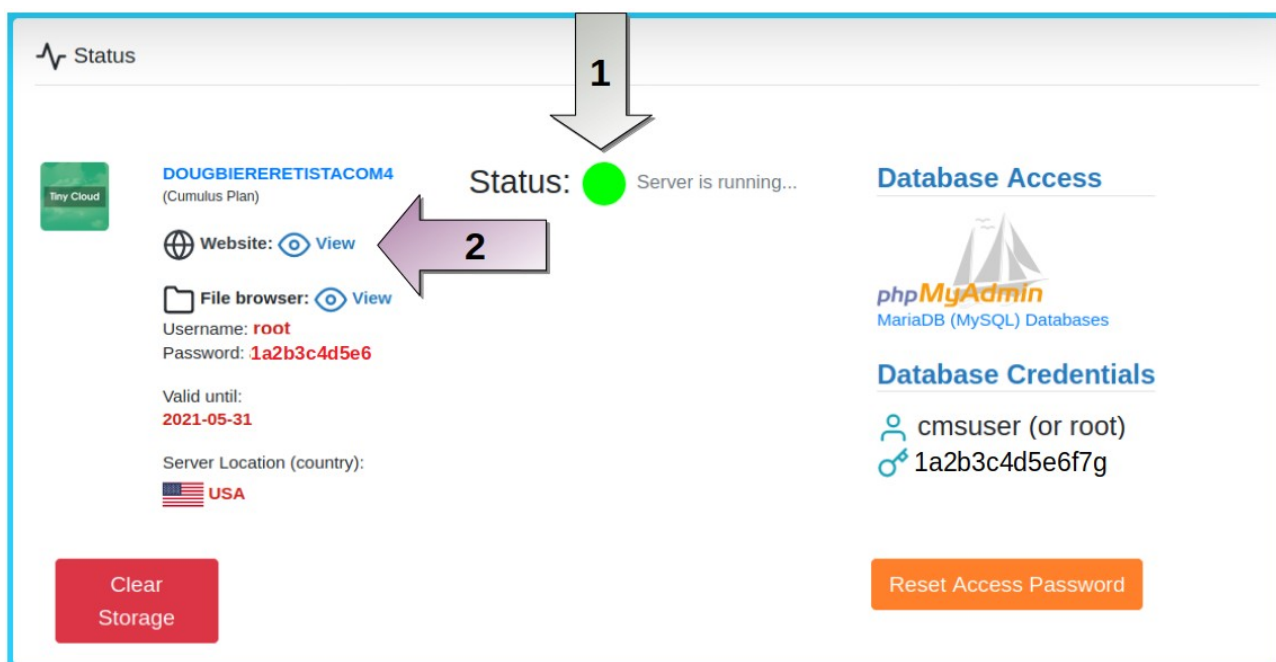 Status
1
Tiny Cloud
DOUGBIERERETISTACOM4
(Cumulus Plan)
Website: View
2
File browser: View
Username: root
Password: 1a2b3c4d5e6
Valid until:
2021-05-31
Server Location (country):
USA
Clear
Storage
Status: Server is running...
Database Access
phpMyAdmin
MariaDB (MySQL) Databases
Database Credentials
cmsuser (or root)
1a2b3c4d5e6f7g
Reset Access Password